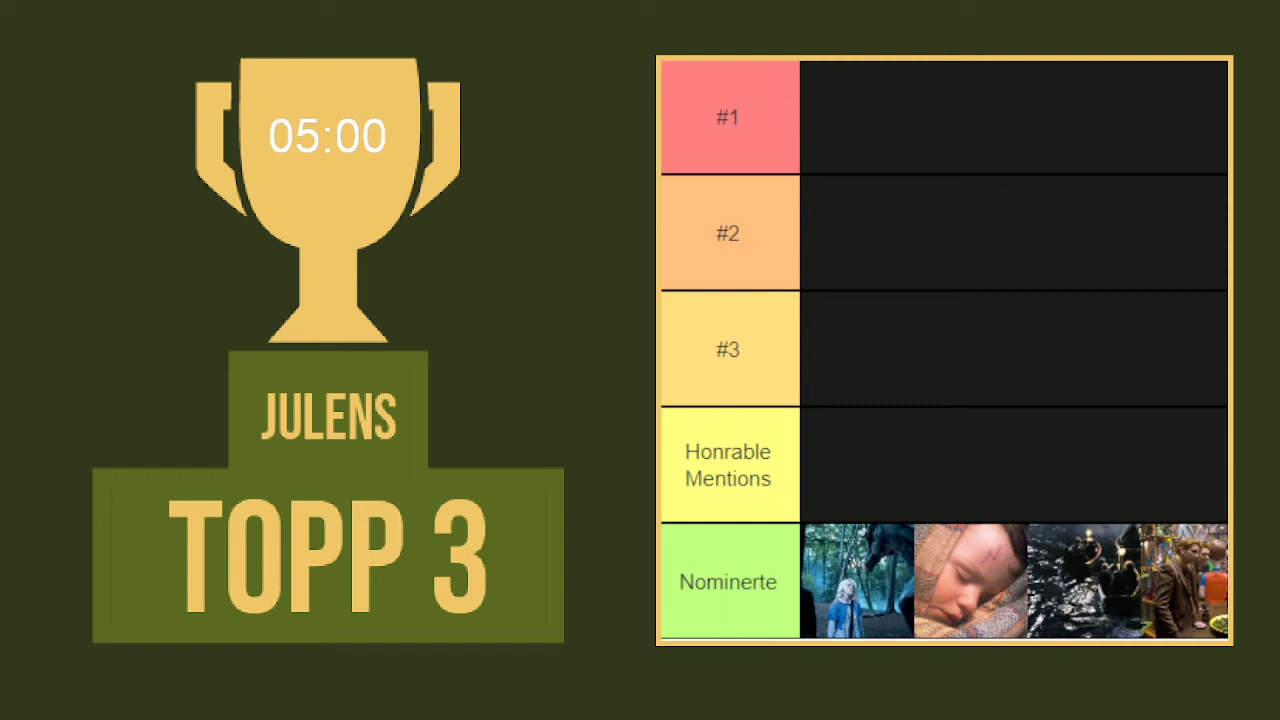 05:00
JULENS
TOPP 3
#1
#2
#3
Honrable
Mentions
Nominerte